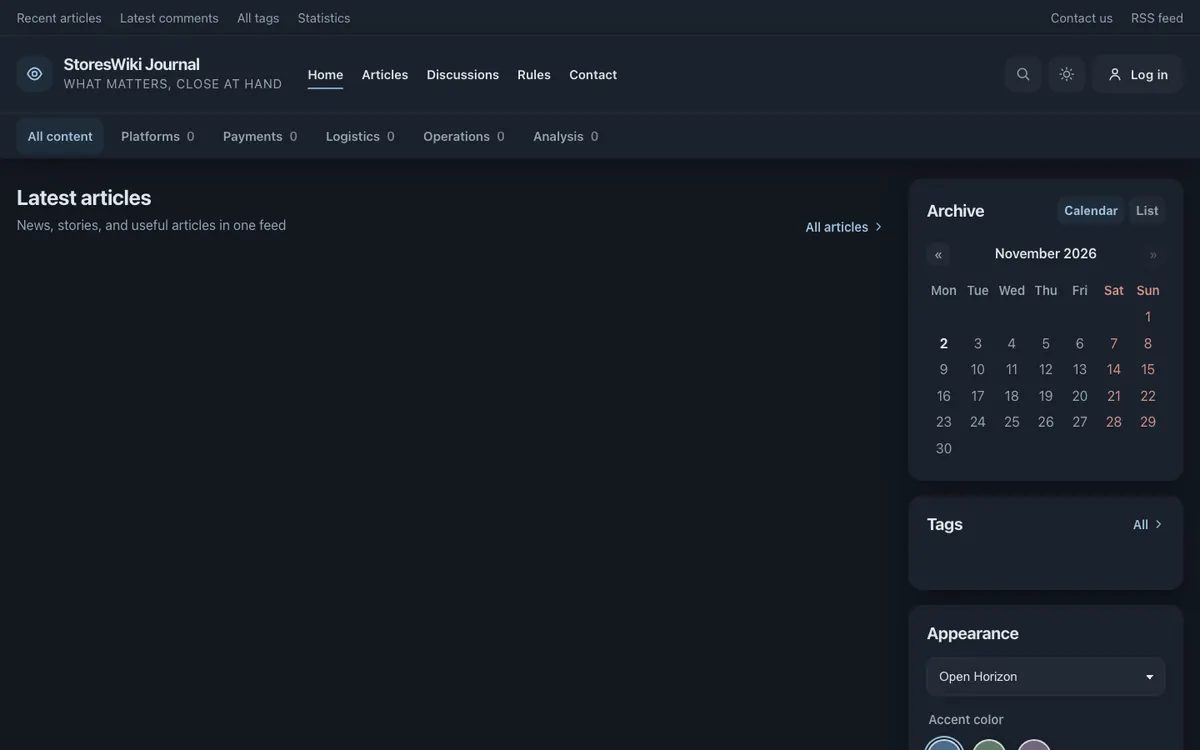 Recent articles Latest comments All tags Statistics Contact us RSS feed
StoresWiki Journal
WHAT MATTERS, CLOSE AT HAND
Home Articles Discussions Rules Contact Log in
All content Platforms 0 Payments 0 Logistics 0 Operations 0 Analysis 0
Latest articles
News, stories, and useful articles in one feed
All articles >
Archive Calendar List
« November 2026 »
Mon Tue Wed Thu Fri Sat Sun
1
2 3 4 5 6 7 8
9 10 11 12 13 14 15
16 17 18 19 20 21 22
23 24 25 26 27 28 29
30
Tags All >
Appearance
Open Horizon
Accent color